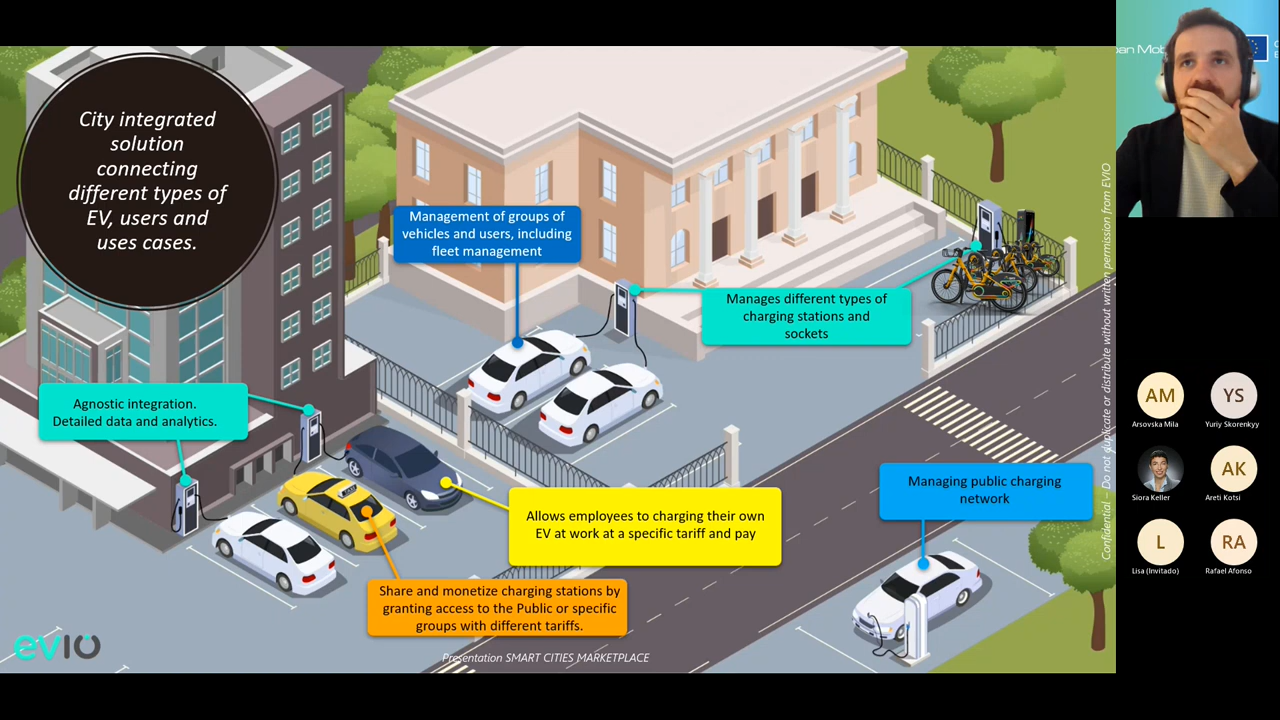 City integrated
solution
connecting
different types of
EV, users and
uses cases.
Management of groups of
vehicles and users, including
fleet management
Manages different types of
charging stations and
sockets
Agnostic integration.
Detailed data and analytics.
Allows employees to charging their own
EV at work at a specific tariff and pay
Managing public charging
network
Share and monetize charging stations by
granting access to the Public or specific
groups with different tariffs.
evio
Presentation SMART CITIES MARKETPLACE
Confidential – Do not duplicate or distribute without written permission from EVIO
AM
Arsovska Mila
YS
Yuriy Skorenkyy
Siora Keller
AK
Areti Kotsi
L
Lisa (Invitado)
RA
Rafael Afonso